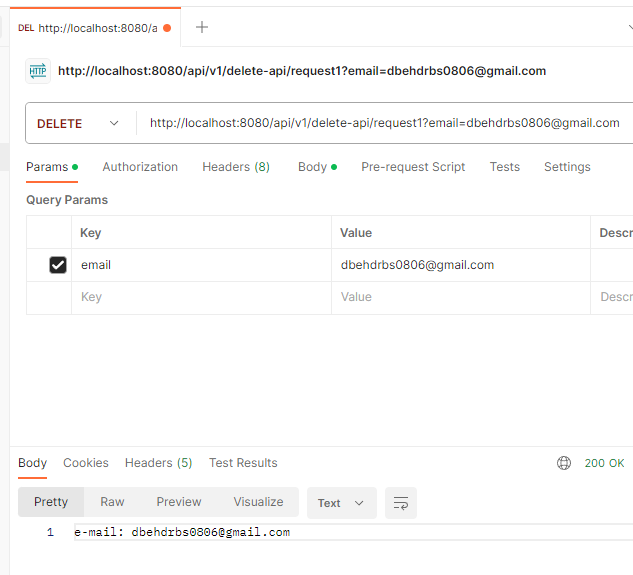 DEL http://localhost:8080/a
HTTP http://localhost:8080/api/v1/delete-api/request1?email=dbehdrbs0806@gmail.com
DELETE http://localhost:8080/api/v1/delete-api/request1?email=dbehdrbs0806@gmail.com
Params Authorization Headers (8) Body Pre-request Script Tests Settings
Query Params
Key Value Descr
email dbehdrbs0806@gmail.com
Key Value Descr
Body Cookies Headers (5) Test Results 200 OK
Pretty Raw Preview Visualize Text
1 e-mail: dbehdrbs0806@gmail.com